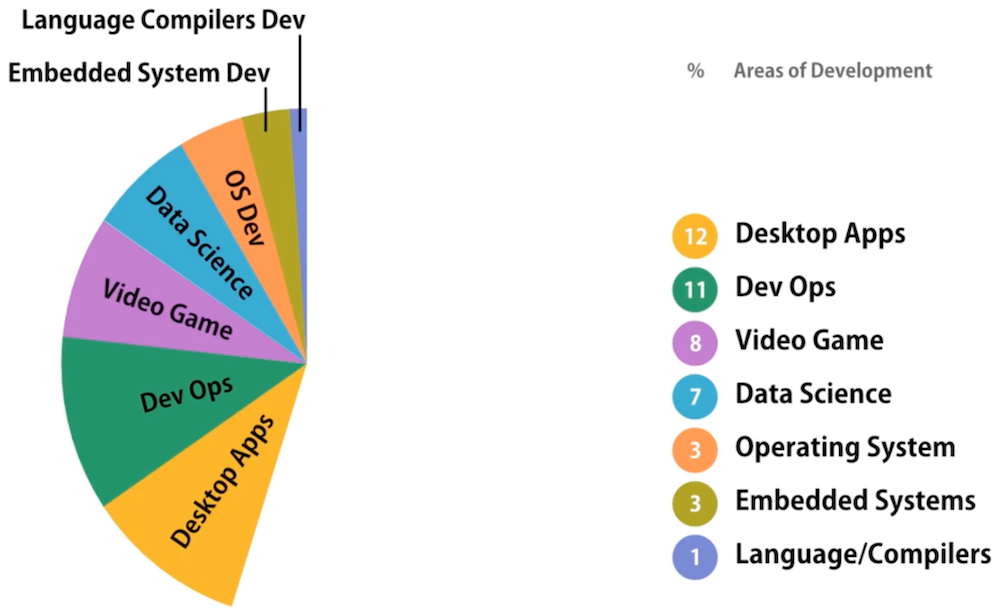 Language Compilers Dev
Embedded System Dev
OS Dev
Data Science
Video Game
Dev Ops
Desktop Apps
% Areas of Development
12 Desktop Apps
11 Dev Ops
8 Video Game
7 Data Science
3 Operating System
3 Embedded Systems
1 Language/Compilers